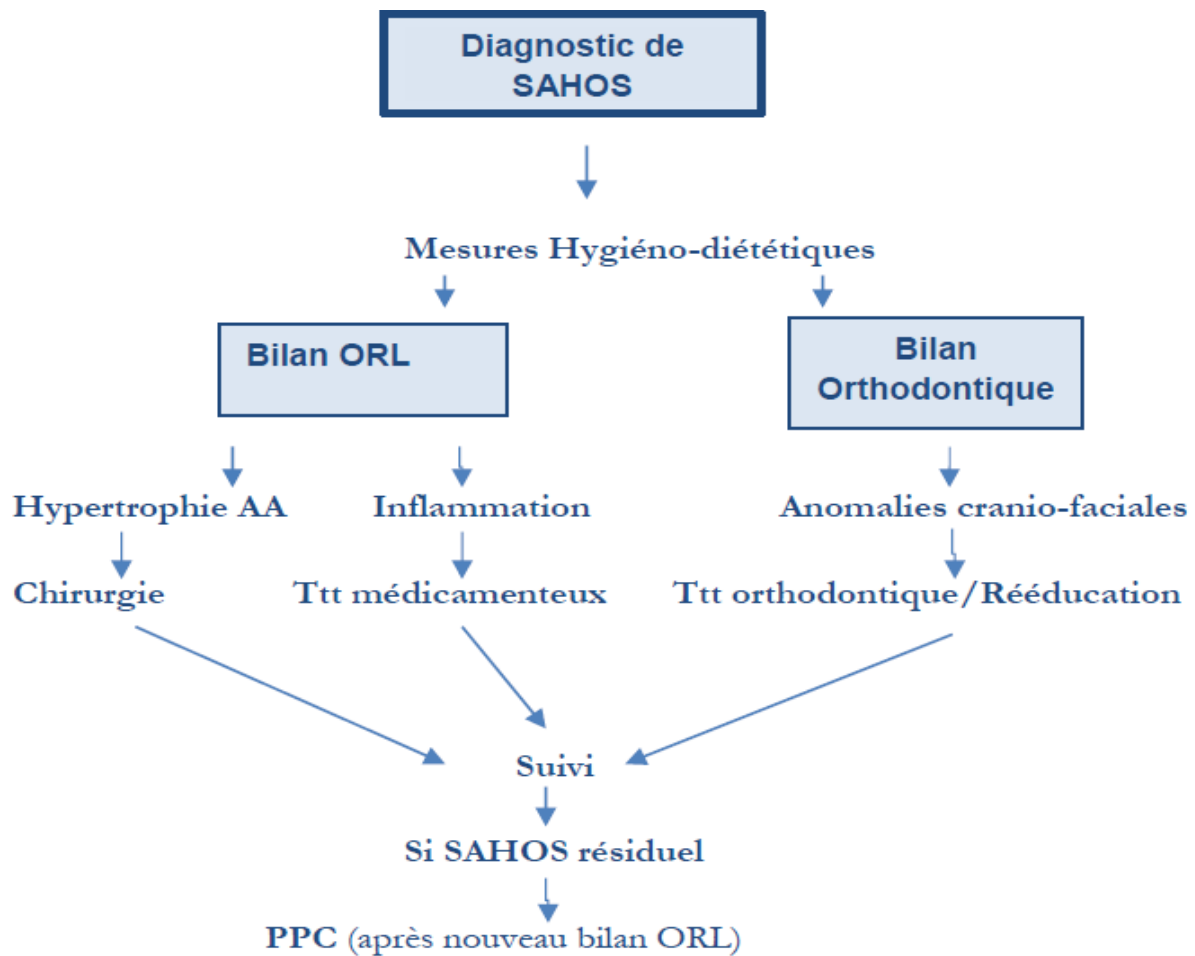 Diagnostic de
SAHOS
Mesures Hygiéno-diététiques
Bilan ORL
Bilan
Orthodontique
Hypertrophie AA
Inflammation
Anomalies cranio-faciales
Chirurgie
Ttt médicamenteux
Ttt orthodontique/Rééducation
Suivi
Si SAHOS résiduel
PPC (après nouveau bilan ORL)